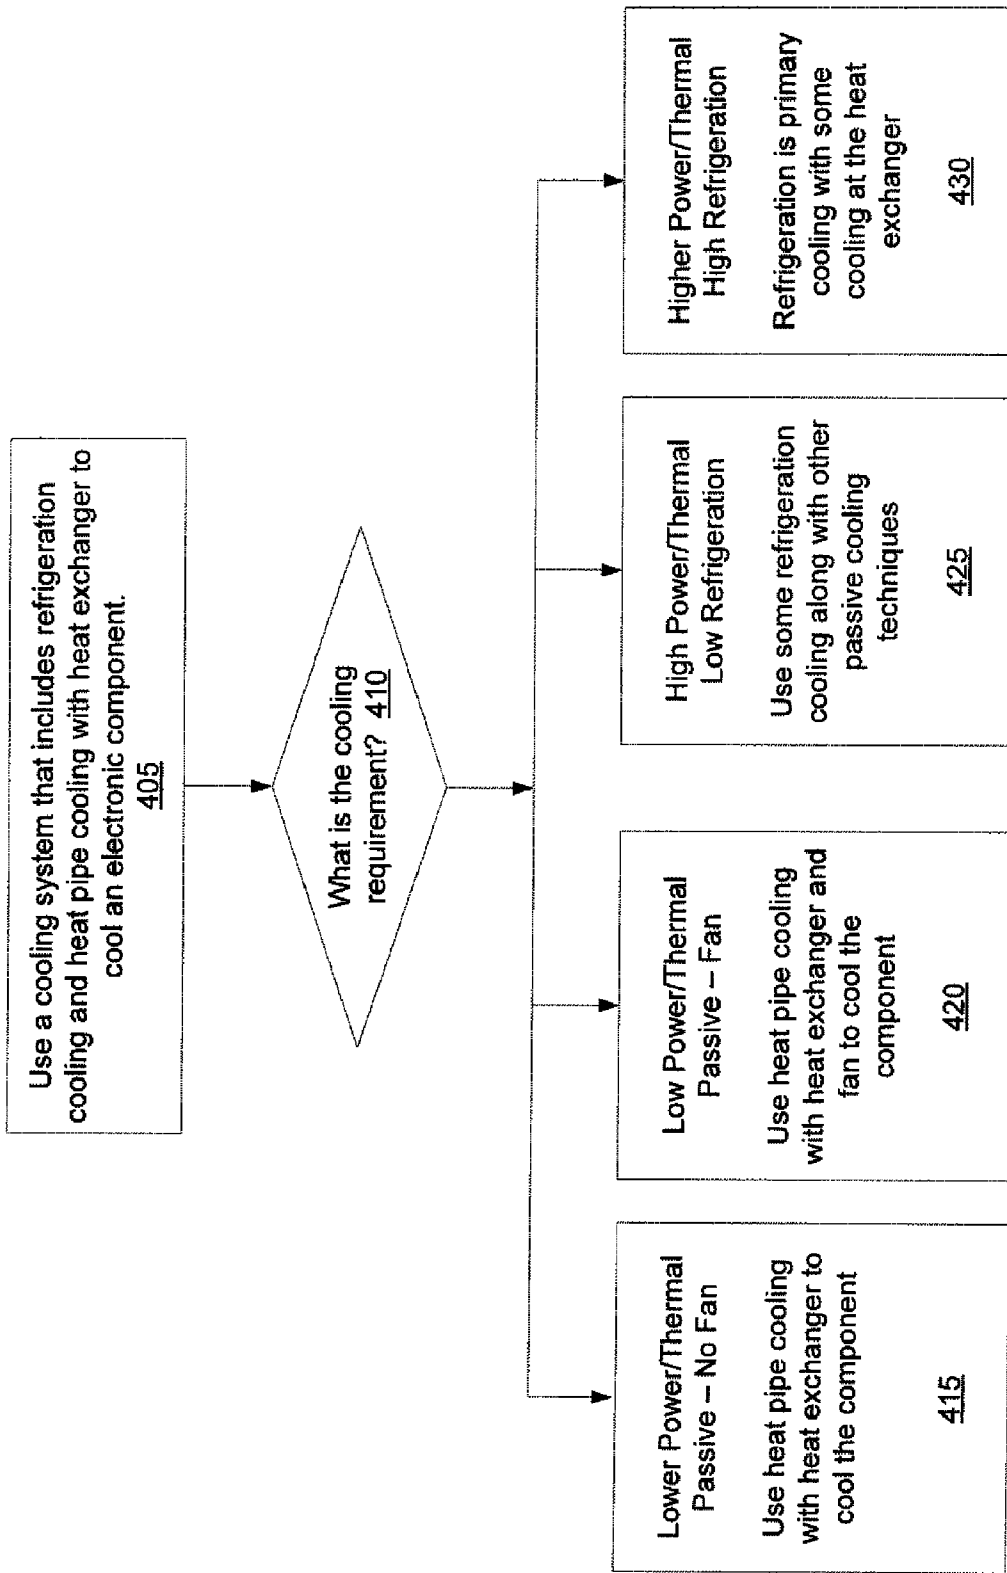 Use a cooling system that includes refrigeration
cooling and heat pipe cooling with heat exchanger to
cool an electronic component.
405
What is the cooling
requirement? 410
Lower Power/Thermal
Passive – No Fan
Use heat pipe cooling
with heat exchanger to
cool the component
415
Low Power/Thermal
Passive – Fan
Use heat pipe cooling
with heat exchanger and
fan to cool the
component
420
High Power/Thermal
Low Refrigeration
Use some refrigeration
cooling along with other
passive cooling
techniques
425
Higher Power/Thermal
High Refrigeration
Refrigeration is primary
cooling with some
cooling at the heat
exchanger
430